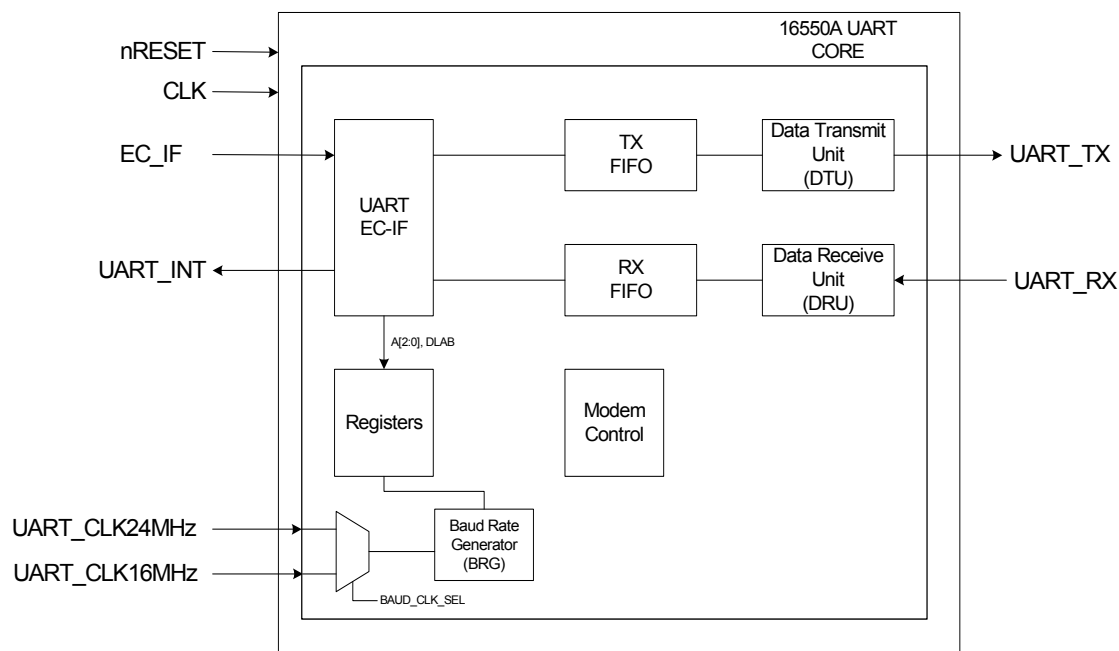 16550A UART
CORE
nRESET
CLK
EC_IF
UART
EC-IF
TX
FIFO
Data Transmit
Unit
(DTU)
UART_TX
UART_INT
RX
FIFO
Data Receive
Unit
(DRU)
UART_RX
A[2:0], DLAB
Registers
Modem
Control
UART_CLK24MHz
UART_CLK16MHz
Baud Rate
Generator
(BRG)
BAUD_CLK_SEL